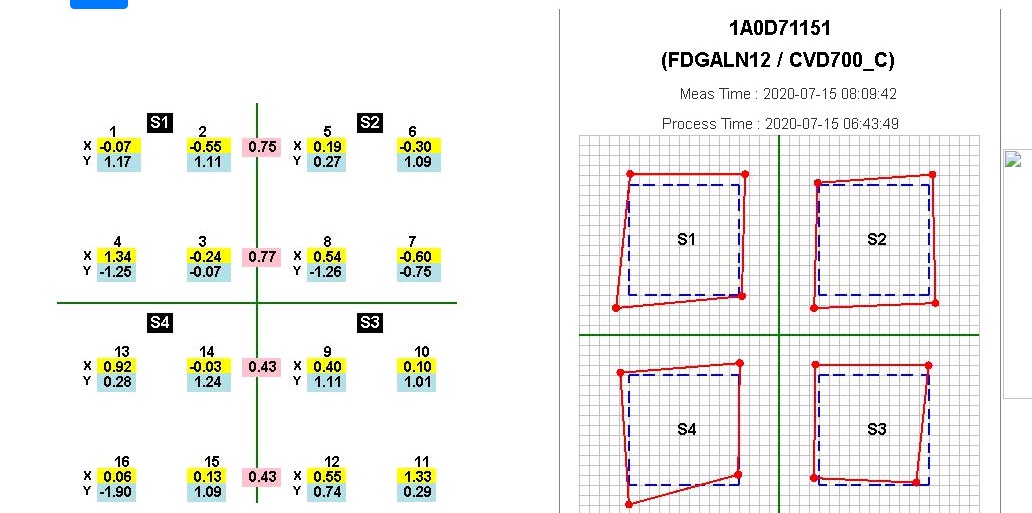 1A0D71151
(FDGALN12 / CVD700_C)
Meas Time : 2020-07-15 08:09:42
Process Time : 2020-07-15 06:43:49
S1 S2
1 2 5 6
X -0.07 -0.55 0.75 X 0.19 -0.30
Y 1.17 1.11 Y 0.27 1.09
4 3 8 7
X 1.34 -0.24 0.77 X 0.54 -0.60
Y -1.25 -0.07 Y -1.26 -0.75
S4 S3
13 14 9 10
X 0.92 -0.03 0.43 X 0.40 0.10
Y 0.28 1.24 Y 1.11 1.01
16 15 12 11
X 0.06 0.13 0.43 X 0.55 1.33
Y -1.90 1.09 Y 0.74 0.29
S1 S2
S4 S3